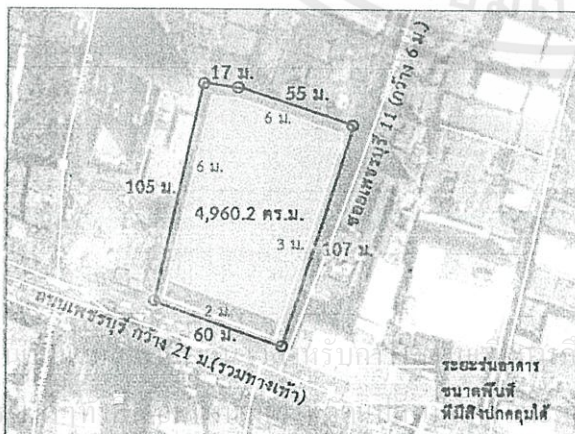 17 ม.
55 ม.
6 ม.
6 ม.
105 ม.
4,960.2 ตร.ม.
3 ม.
107 ม.
ซอยเพชรบุรี 11 (กว้าง 6 ม.)
2 ม.
60 ม.
ถนนเพชรบุรี กว้าง 21 ม.(รวมทางเท้า)
ระยะร่นอาคาร
ขนาดพื้นที่
ที่มีสิ่งปกคลุมได้